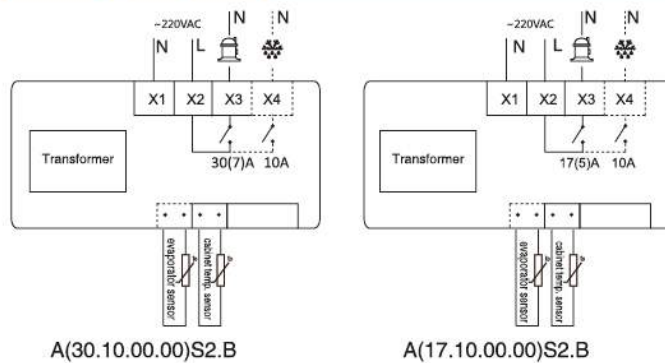 ~220VAC N N
N L
X1 X2 X3 X4
Transformer
30(7)A 10A
evaporator sensor
cabinet temp. sensor
A(30.10.00.00)S2.B
~220VAC N N
N L
X1 X2 X3 X4
Transformer
17(5)A 10A
evaporator sensor
cabinet temp. sensor
A(17.10.00.00)S2.B